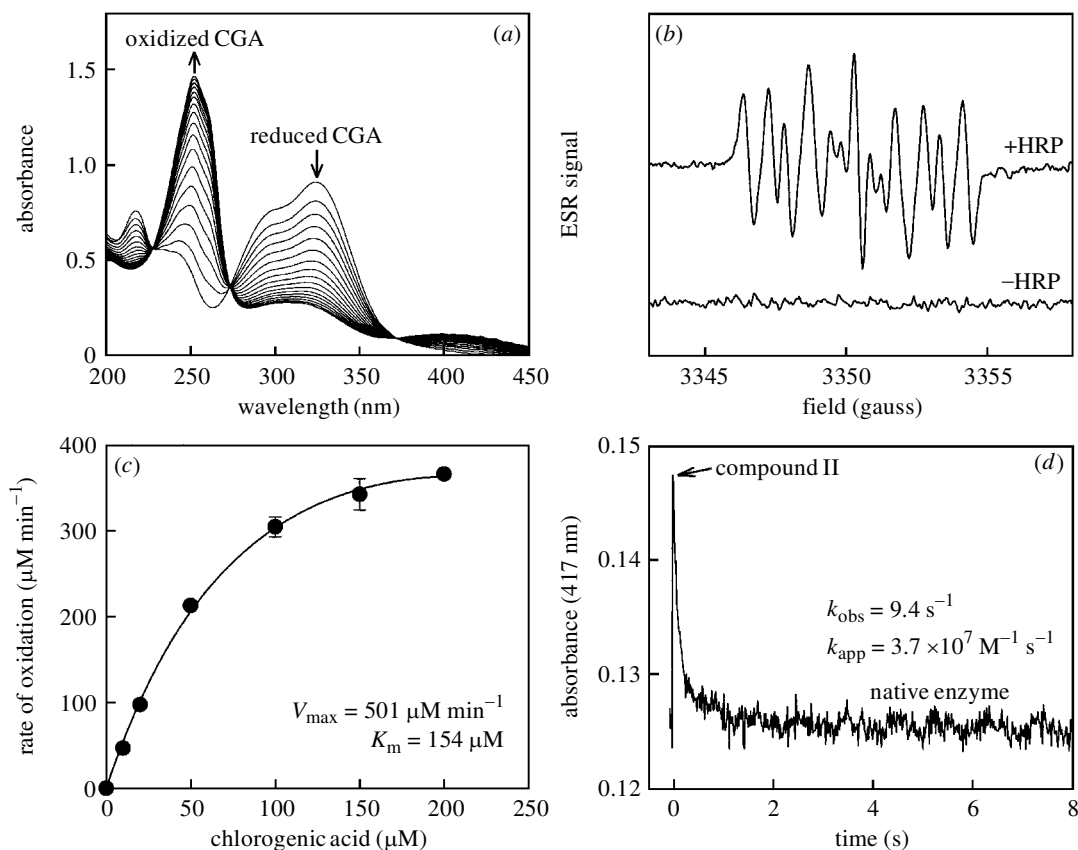 (a)
oxidized CGA
reduced CGA
1.5
1.0
0.5
0
absorbance
200 250 300 350 400 450
wavelength (nm)
(b)
+HRP
−HRP
ESR signal
3345 3350 3355
field (gauss)
(c)
400
300
200
100
0
rate of oxidation (µM min⁻¹)
Vmax = 501 µM min⁻¹
Km = 154 µM
0 50 100 150 200
chlorogenic acid (µM)
(d)
0.15
compound II
0.14
0.13
0.12
absorbance (417 nm)
kobs = 9.4 s⁻¹
kapp = 3.7 ×10⁷ M⁻¹ s⁻¹
native enzyme
0 2 4 6 8
time (s)